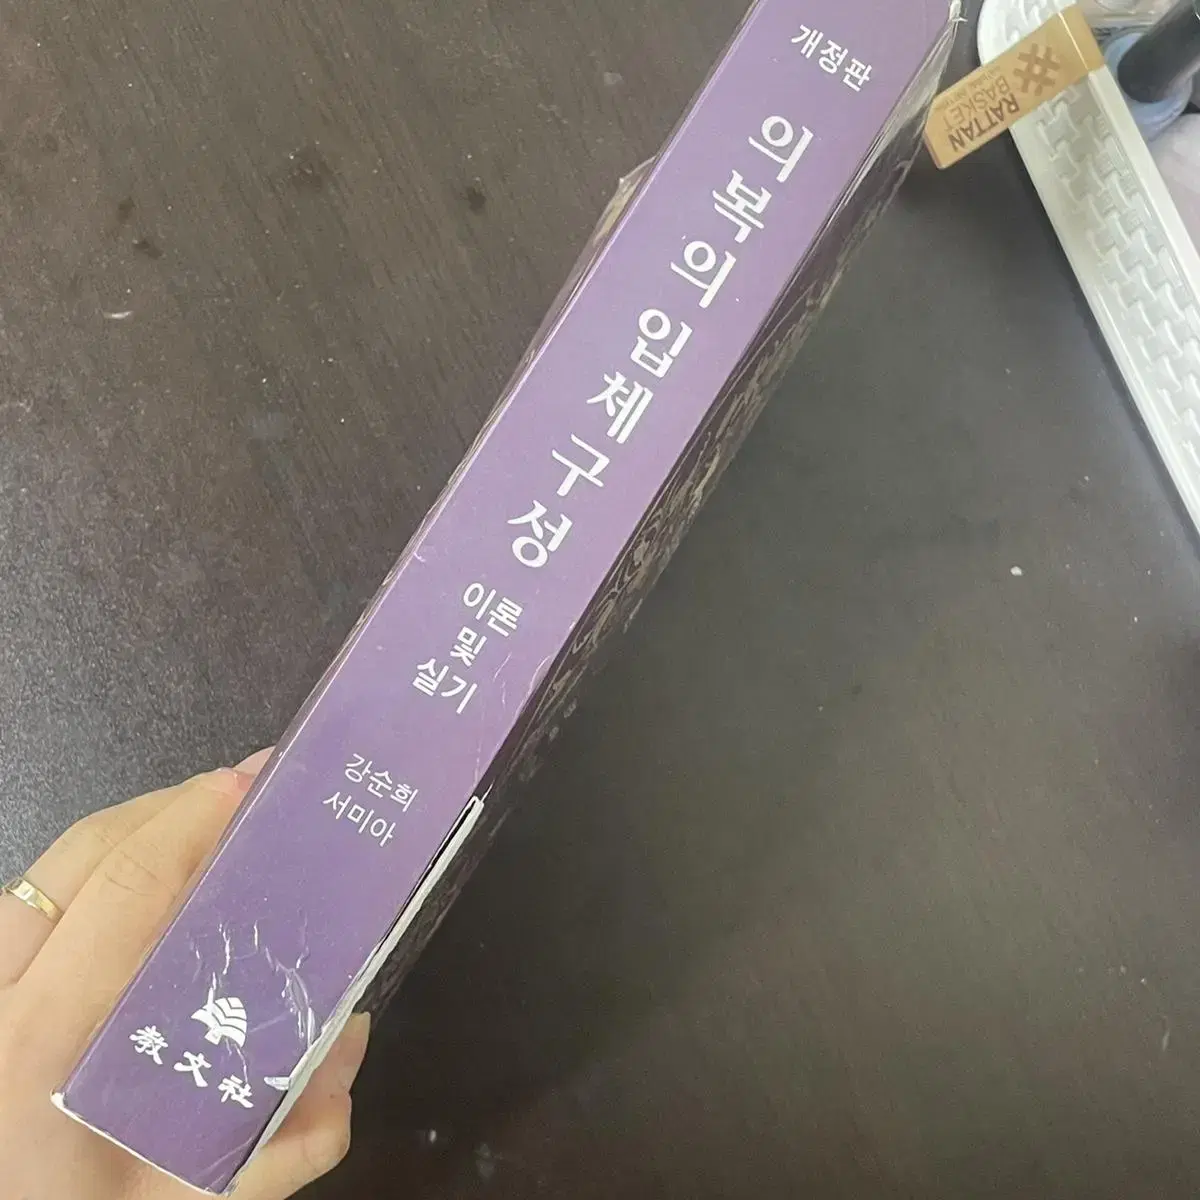 개정판
의복의 입체구성
이론
및
실기
강순희
서미아
教文社
#
RATTAN
BASKET